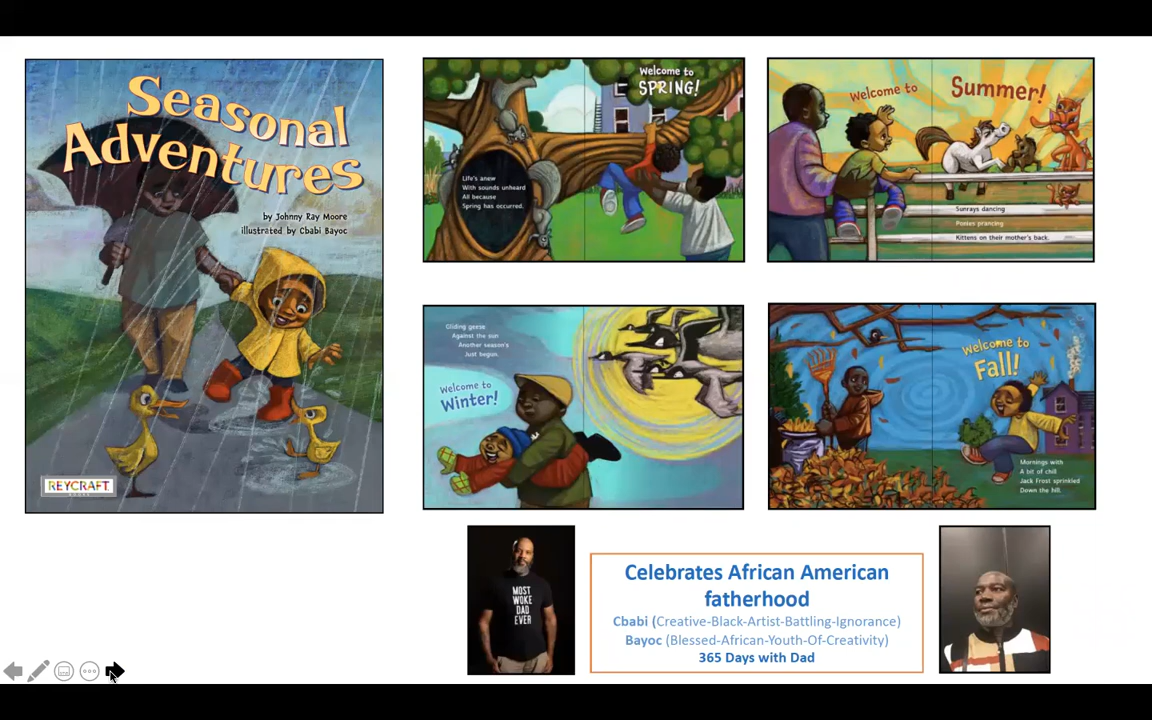 Seasonal
Adventures
by Johnny Ray Moore
illustrated by Cbabi Bayoc
REYCRAFT
BOOKS
Welcome to
SPRING!
Life's anew
With sounds unheard
All because
Spring has occurred.
Welcome to Summer!
Sunrays dancing
Ponies prancing
Kittens on their mother's back.
Gliding geese
Against the sun
Another season's
Just begun.
Welcome to
Winter!
Welcome to
Fall!
Mornings with
A bit of chill
Jack Frost sprinkled
Down the hill.
MOST
WOKE
DAD
EVER
Celebrates African American
fatherhood
Cbabi (Creative-Black-Artist-Battling-Ignorance)
Bayoc (Blessed-African-Youth-Of-Creativity)
365 Days with Dad